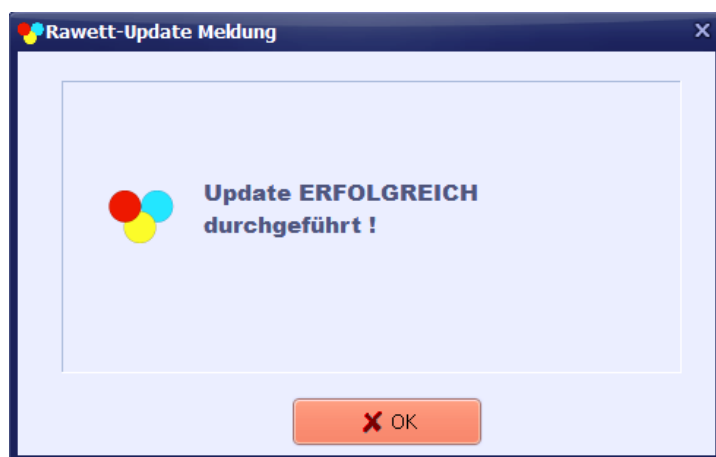 Rawett-Update Meldung
Update ERFOLGREICH
durchgeführt !
OK